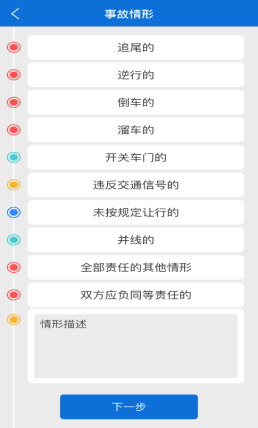 事故情形
追尾的
逆行的
倒车的
溜车的
开关车门的
违反交通信号的
未按规定让行的
并线的
全部责任的其他情形
双方应负同等责任的
情形描述
下一步